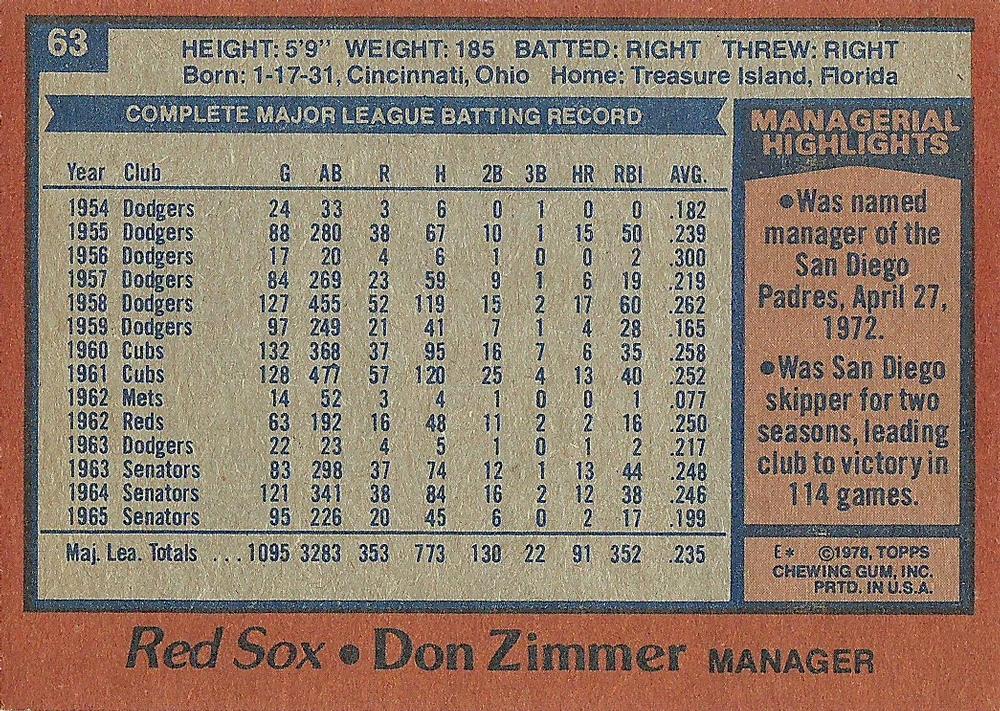 63
HEIGHT: 5'9" WEIGHT: 185 BATTED: RIGHT THREW: RIGHT
Born: 1-17-31, Cincinnati, Ohio Home: Treasure Island, Florida
COMPLETE MAJOR LEAGUE BATTING RECORD
Year Club G AB R H 2B 3B HR RBI AVG.
1954 Dodgers 24 33 3 6 0 1 0 0 .182
1955 Dodgers 88 280 38 67 10 1 15 50 .239
1956 Dodgers 17 20 4 6 1 0 0 2 .300
1957 Dodgers 84 269 23 59 9 1 6 19 .219
1958 Dodgers 127 455 52 119 15 2 17 60 .262
1959 Dodgers 97 249 21 41 7 1 4 28 .165
1960 Cubs 132 368 37 95 16 7 6 35 .258
1961 Cubs 128 477 57 120 25 4 13 40 .252
1962 Mets 14 52 3 4 1 0 0 1 .077
1962 Reds 63 192 16 48 11 2 2 16 .250
1963 Dodgers 22 23 4 5 1 0 1 2 .217
1963 Senators 83 298 37 74 12 1 13 44 .248
1964 Senators 121 341 38 84 16 2 12 38 .246
1965 Senators 95 226 20 45 6 0 2 17 .199
Maj. Lea. Totals ... 1095 3283 353 773 130 22 91 352 .235
MANAGERIAL
HIGHLIGHTS
●Was named
manager of the
San Diego
Padres, April 27,
1972.
●Was San Diego
skipper for two
seasons, leading
club to victory in
114 games.
E* ©1978, TOPPS
CHEWING GUM, INC.
PRTD. IN U.S.A.
Red Sox ● Don Zimmer MANAGER